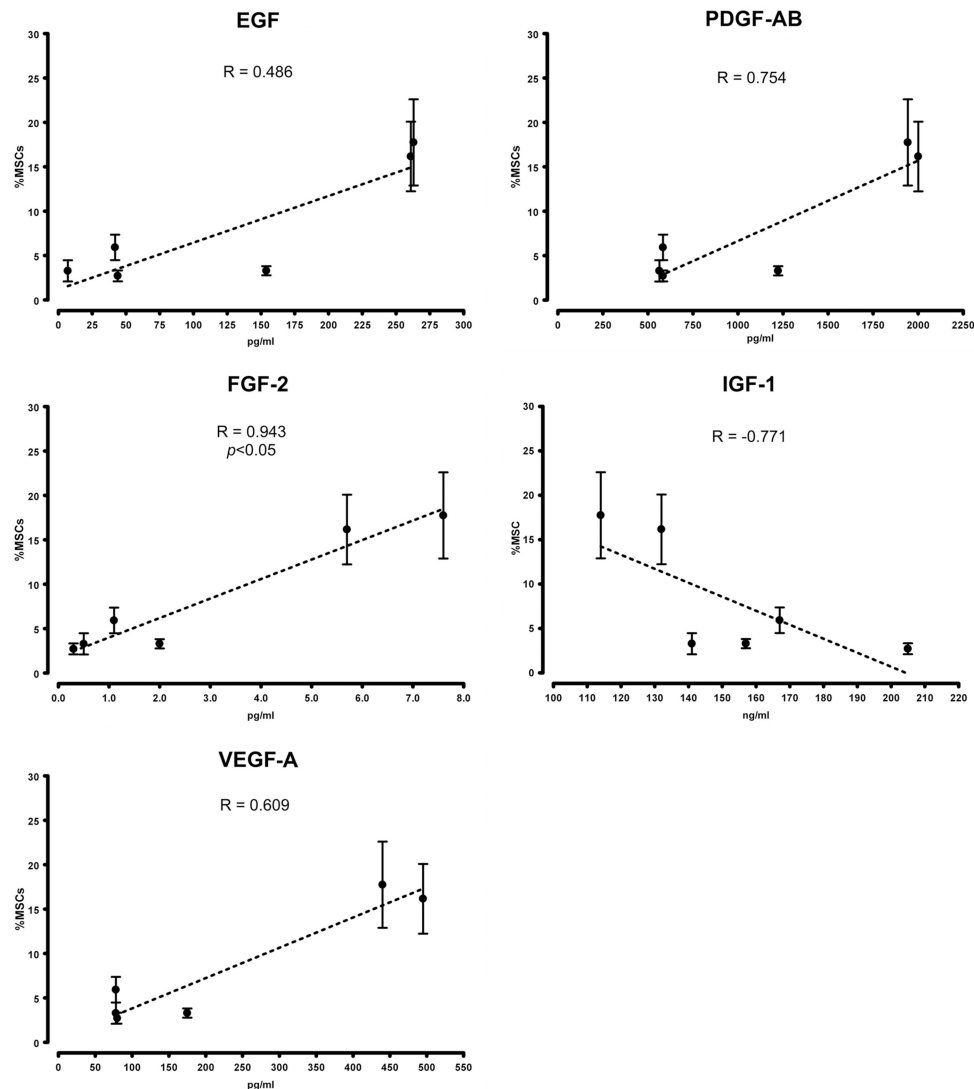 EGF
R = 0.486
%MSCs
30
25
20
15
10
5
0
0 25 50 75 100 125 150 175 200 225 250 275 300
pg/ml
PDGF-AB
R = 0.754
%MSCs
30
25
20
15
10
5
0
0 250 500 750 1000 1250 1500 1750 2000 2250
pg/ml
FGF-2
R = 0.943
p<0.05
%MSCs
30
25
20
15
10
5
0
0.0 1.0 2.0 3.0 4.0 5.0 6.0 7.0 8.0
pg/ml
IGF-1
R = -0.771
%MSC
30
25
20
15
10
5
0
100 110 120 130 140 150 160 170 180 190 200 210 220
ng/ml
VEGF-A
R = 0.609
%MSCs
30
25
20
15
10
5
0
0 50 100 150 200 250 300 350 400 450 500 550
pg/ml